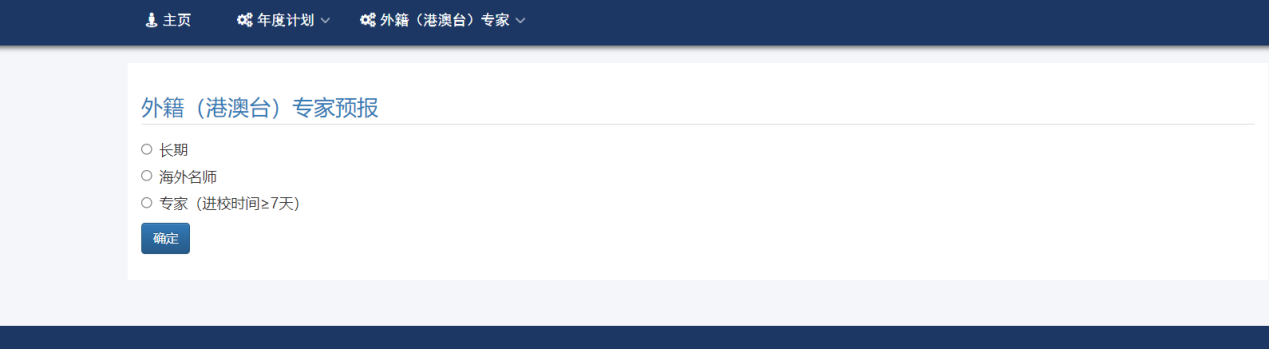 主页 年度计划 外籍（港澳台）专家
外籍（港澳台）专家预报
长期
海外名师
专家（进校时间≥7天）
确定